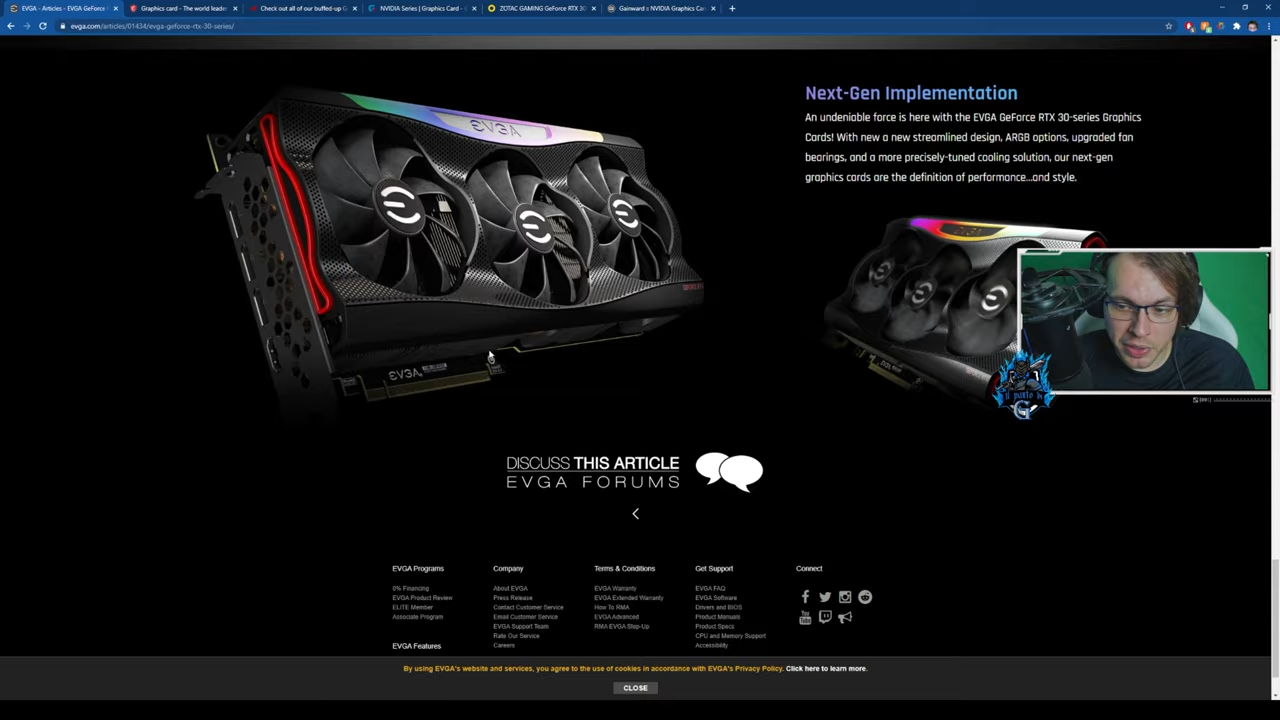 EVGA - Articles - EVGA GeForce
Graphics card - The world leade
Check out all of our buffed-up G
NVIDIA Series | Graphics Card - 
ZOTAC GAMING GeForce RTX 30
Gainward :: NVIDIA Graphics Car
evga.com/articles/01434/evga-geforce-rtx-30-series/
EVGA
EVGA
Next-Gen Implementation
An undeniable force is here with the EVGA GeForce RTX 30-series Graphics
Cards! With new a new streamlined design, ARGB options, upgraded fan
bearings, and a more precisely-tuned cooling solution, our next-gen
graphics cards are the definition of performance...and style.
DISCUSS THIS ARTICLE
EVGA FORUMS
EVGA Programs
0% Financing
EVGA Product Review
ELITE Member
Associate Program
EVGA Features
Company
About EVGA
Press Release
Contact Customer Service
Email Customer Service
EVGA Support Team
Rate Our Service
Careers
Terms & Conditions
EVGA Warranty
EVGA Extended Warranty
How To RMA
EVGA Advanced
RMA EVGA Step-Up
Get Support
EVGA FAQ
EVGA Software
Drivers and BIOS
Product Manuals
Product Specs
CPU and Memory Support
Accessibility
Connect
By using EVGA's website and services, you agree to the use of cookies in accordance with EVGA's Privacy Policy. Click here to learn more.
CLOSE